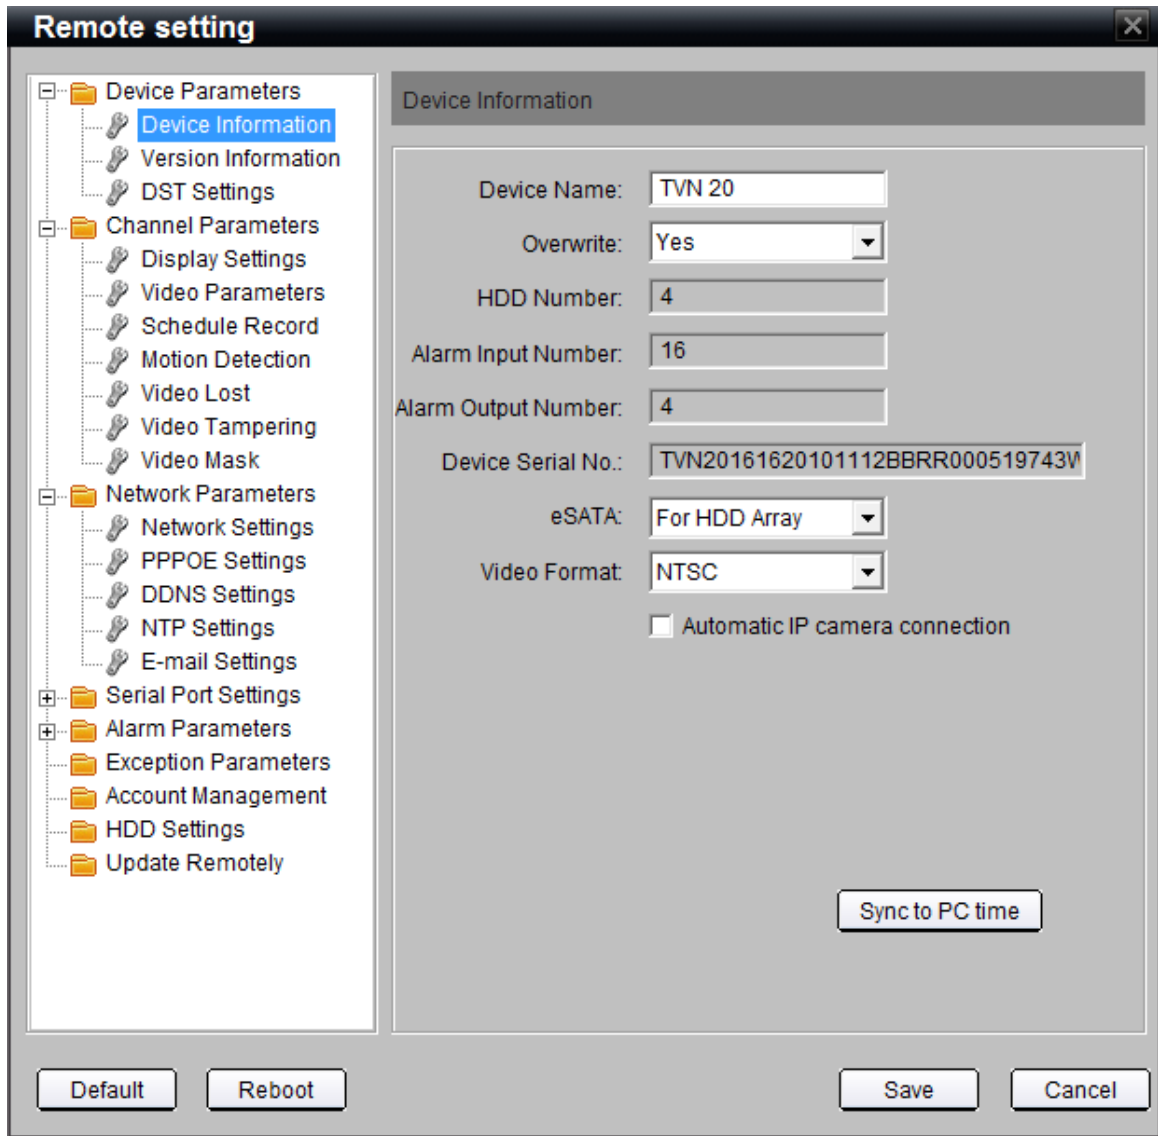 Remote setting
Device Parameters
Device Information
Version Information
DST Settings
Channel Parameters
Display Settings
Video Parameters
Schedule Record
Motion Detection
Video Lost
Video Tampering
Video Mask
Network Parameters
Network Settings
PPPOE Settings
DDNS Settings
NTP Settings
E-mail Settings
Serial Port Settings
Alarm Parameters
Exception Parameters
Account Management
HDD Settings
Update Remotely
Device Information
Device Name: TVN 20
Overwrite: Yes
HDD Number: 4
Alarm Input Number: 16
Alarm Output Number: 4
Device Serial No.: TVN20161620101112BBRR000519743W
eSATA: For HDD Array
Video Format: NTSC
Automatic IP camera connection
Sync to PC time
Default Reboot Save Cancel